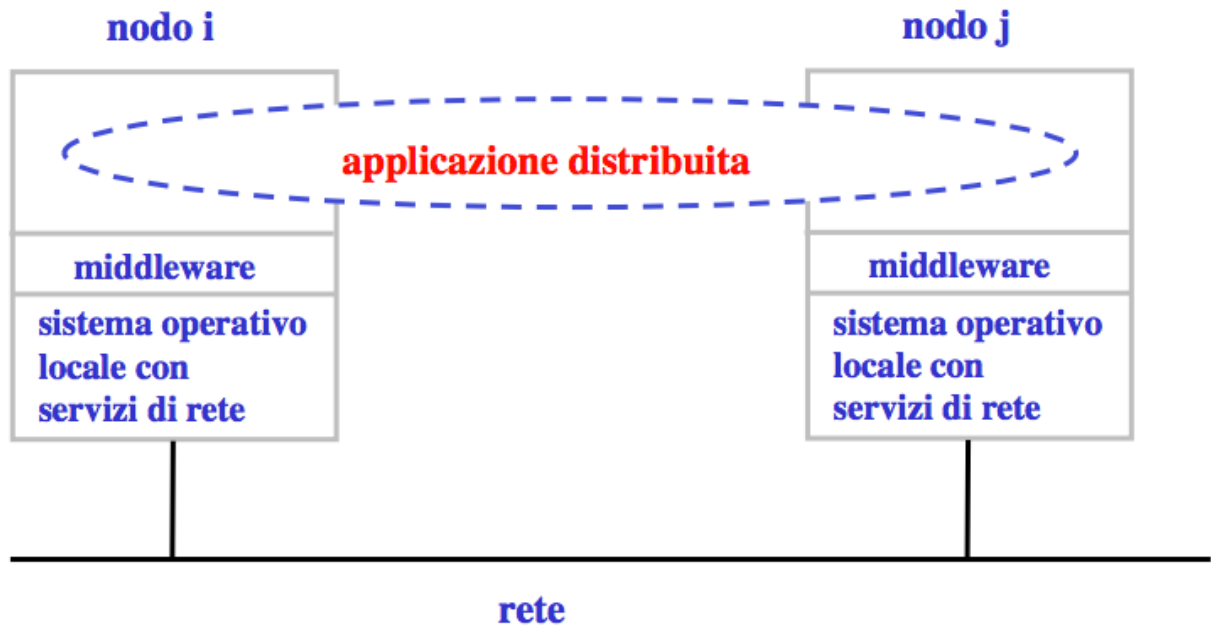 nodo i
nodo j
applicazione distribuita
middleware
middleware
sistema operativo
locale con
servizi di rete
sistema operativo
locale con
servizi di rete
rete